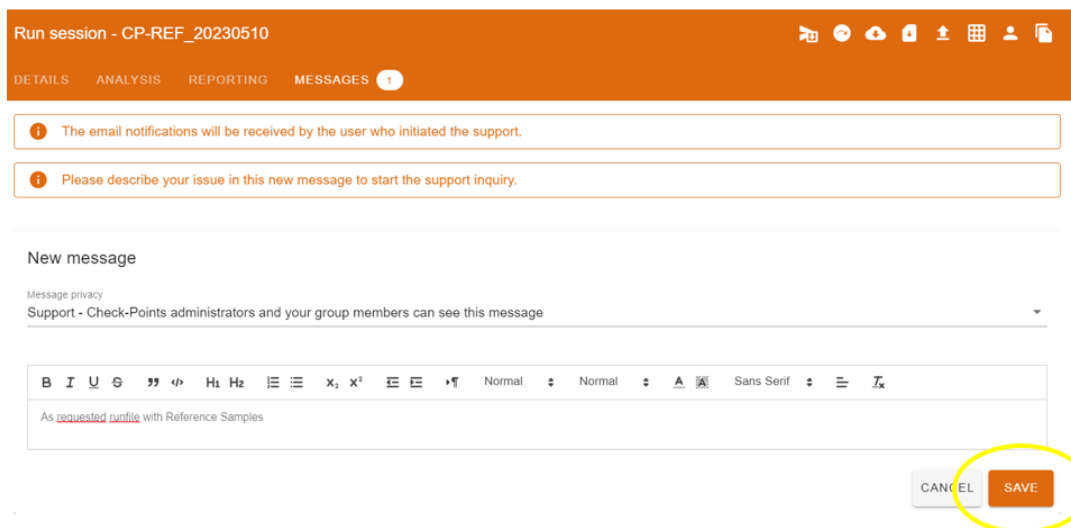 Run session - CP-REF_20230510
DETAILS ANALYSIS REPORTING MESSAGES 1
The email notifications will be received by the user who initiated the support.
Please describe your issue in this new message to start the support inquiry.
New message
Message privacy
Support - Check-Points administrators and your group members can see this message
B I U S ” </> H1 H2 X2 X2 ¶ Normal Normal A A Sans Serif Tx
As requested runfile with Reference Samples
CANCEL SAVE